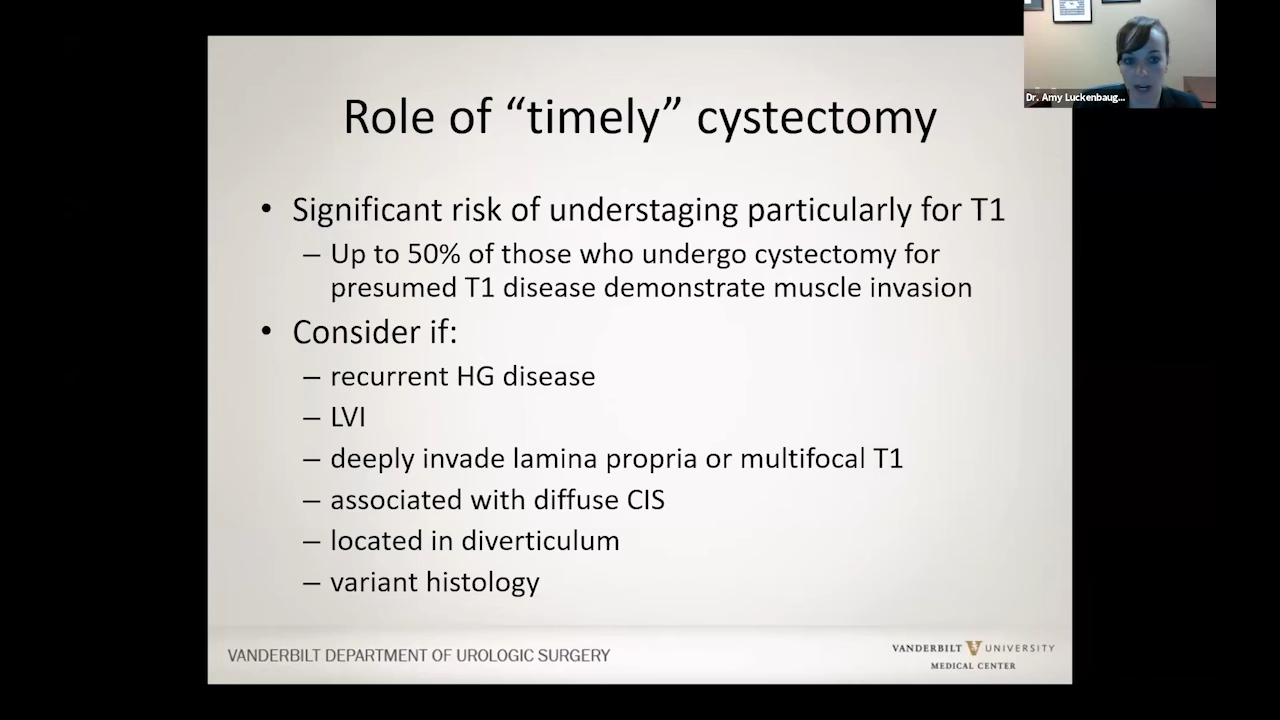 Dr. Amy Luckenbaug...
Role of “timely” cystectomy
• Significant risk of understaging particularly for T1
– Up to 50% of those who undergo cystectomy for
presumed T1 disease demonstrate muscle invasion
• Consider if:
– recurrent HG disease
– LVI
– deeply invade lamina propria or multifocal T1
– associated with diffuse CIS
– located in diverticulum
– variant histology
VANDERBILT DEPARTMENT OF UROLOGIC SURGERY
VANDERBILT V UNIVERSITY
MEDICAL CENTER